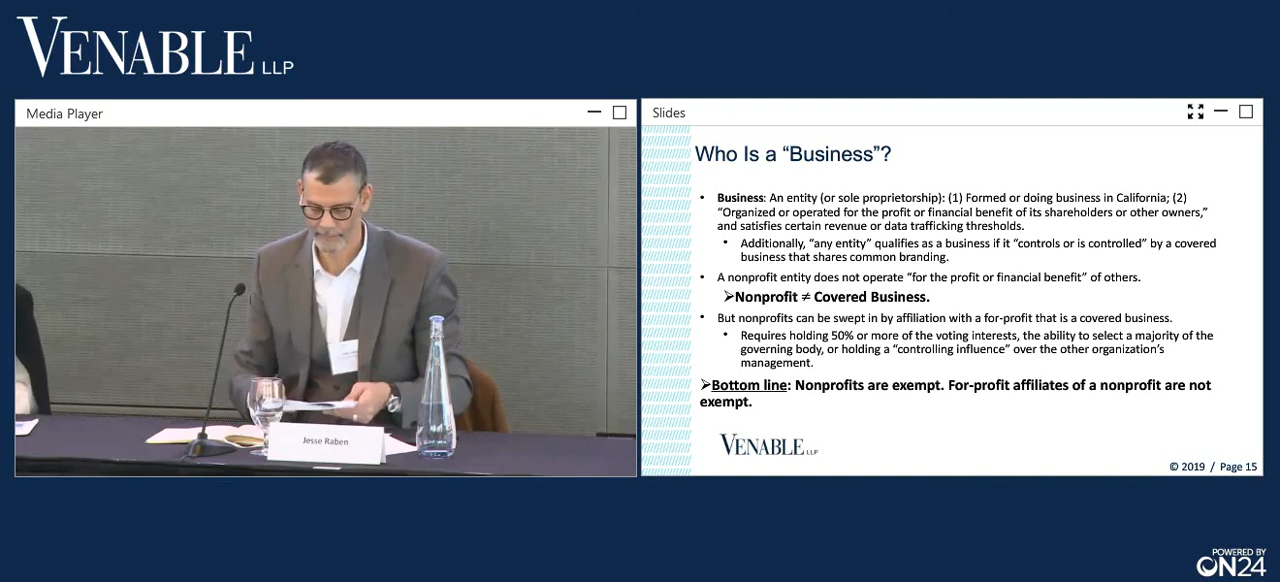 VENABLE LLP
Media Player
Slides
Who Is a “Business”?
• Business: An entity (or sole proprietorship): (1) Formed or doing business in California; (2)
“Organized or operated for the profit or financial benefit of its shareholders or other owners,”
and satisfies certain revenue or data trafficking thresholds.
• Additionally, “any entity” qualifies as a business if it “controls or is controlled” by a covered
business that shares common branding.
• A nonprofit entity does not operate “for the profit or financial benefit” of others.
➢Nonprofit ≠ Covered Business.
• But nonprofits can be swept in by affiliation with a for-profit that is a covered business.
• Requires holding 50% or more of the voting interests, the ability to select a majority of the
governing body, or holding a “controlling influence” over the other organization’s
management.
➢Bottom line: Nonprofits are exempt. For-profit affiliates of a nonprofit are not
exempt.
VENABLE LLP
© 2019 / Page 15
Jesse Raben
POWERED BY
ON24